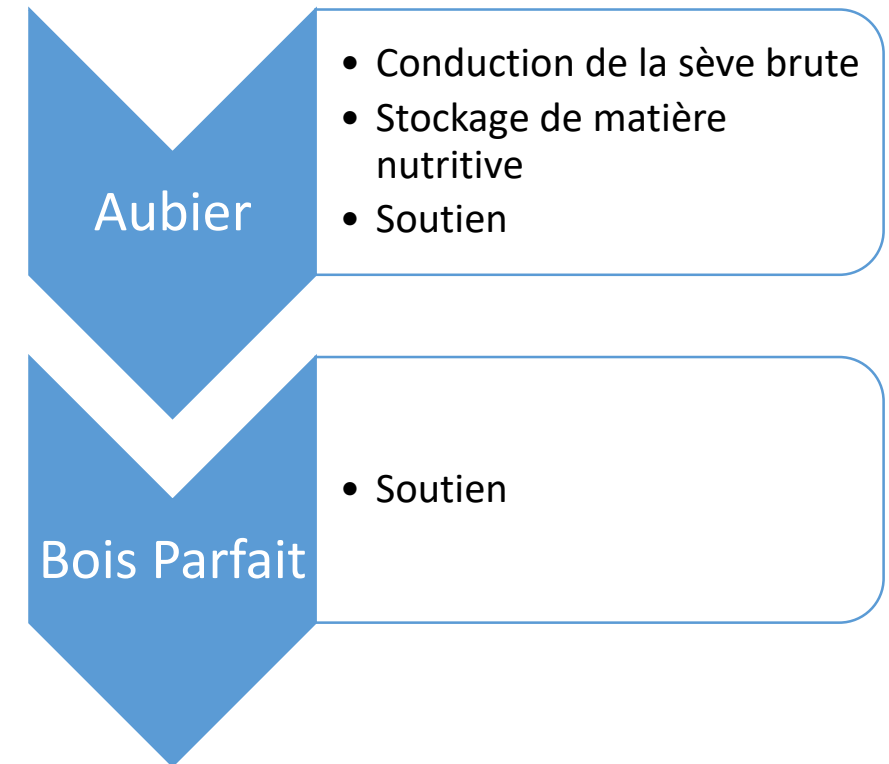 Aubier
• Conduction de la sève brute
• Stockage de matière
nutritive
• Soutien
Bois Parfait
• Soutien